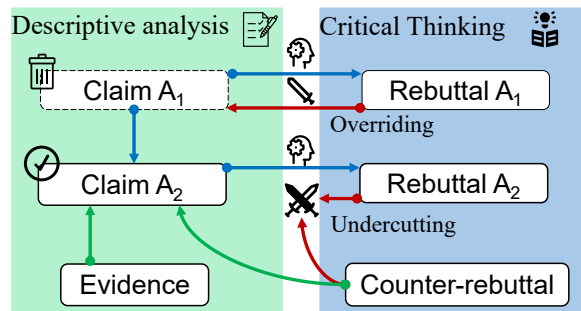 Descriptive analysis
Critical Thinking
Claim A1
Rebuttal A1
Overriding
Claim A2
Rebuttal A2
Undercutting
Evidence
Counter-rebuttal